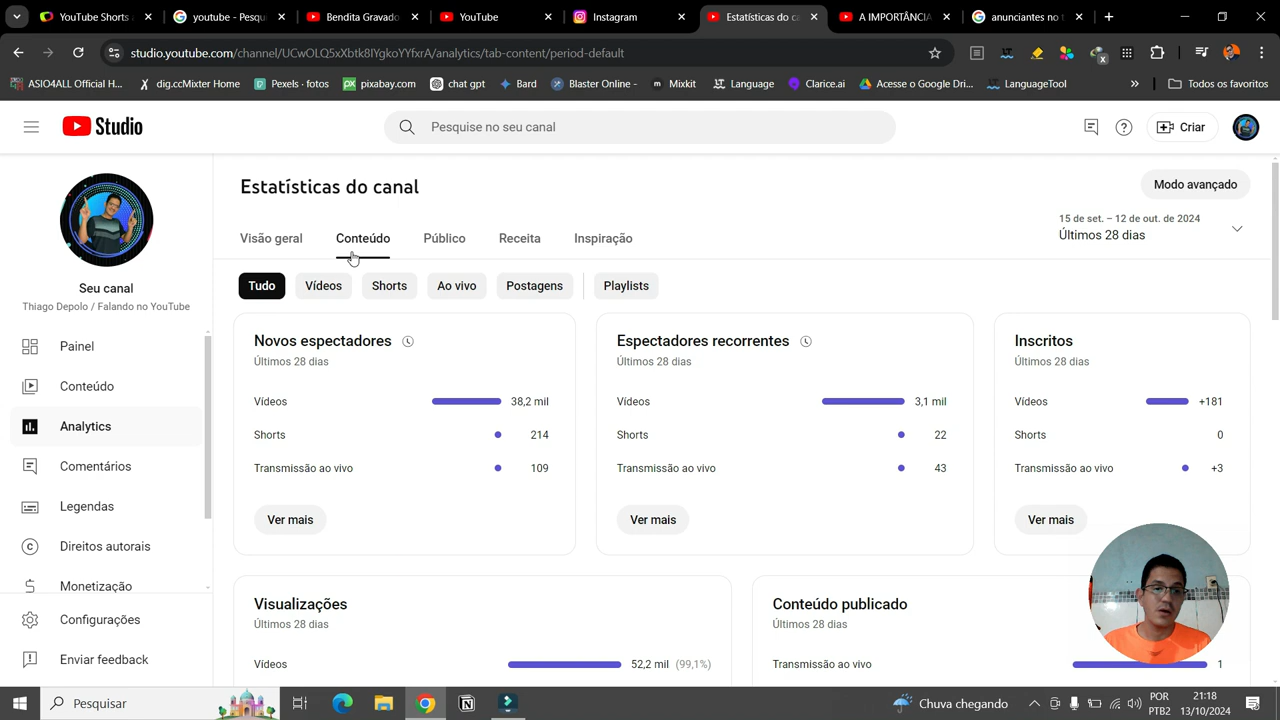 YouTube Shorts
youtube - Pesqu
Bendita Gravado
YouTube
Instagram
Estatísticas do ca
A IMPORTÂNCIA
anunciantes no
studio.youtube.com/channel/UCwOLQ5xXbtk8IYgkoYYfxrA/analytics/tab-content/period-default
ASIO4ALL Official H...
dig.ccMixter Home
Pexels · fotos
pixabay.com
chat gpt
Bard
Blaster Online -
Mixkit
Language
Clarice.ai
Acesse o Google Dri...
LanguageTool
Todos os favoritos
Studio
Pesquise no seu canal
Criar
Estatísticas do canal
Modo avançado
15 de set. – 12 de out. de 2024
Últimos 28 dias
Visão geral
Conteúdo
Público
Receita
Inspiração
Tudo
Vídeos
Shorts
Ao vivo
Postagens
Playlists
Seu canal
Thiago Depolo / Falando no YouTube
Painel
Conteúdo
Analytics
Comentários
Legendas
Direitos autorais
Monetização
Configurações
Enviar feedback
Novos espectadores
Últimos 28 dias
Vídeos 38,2 mil
Shorts 214
Transmissão ao vivo 109
Ver mais
Espectadores recorrentes
Últimos 28 dias
Vídeos 3,1 mil
Shorts 22
Transmissão ao vivo 43
Ver mais
Inscritos
Últimos 28 dias
Vídeos +181
Shorts 0
Transmissão ao vivo +3
Ver mais
Visualizações
Últimos 28 dias
Vídeos 52,2 mil (99,1%)
Conteúdo publicado
Últimos 28 dias
Transmissão ao vivo 1
Pesquisar
Chuva chegando
POR
PTB2
21:18
13/10/2024